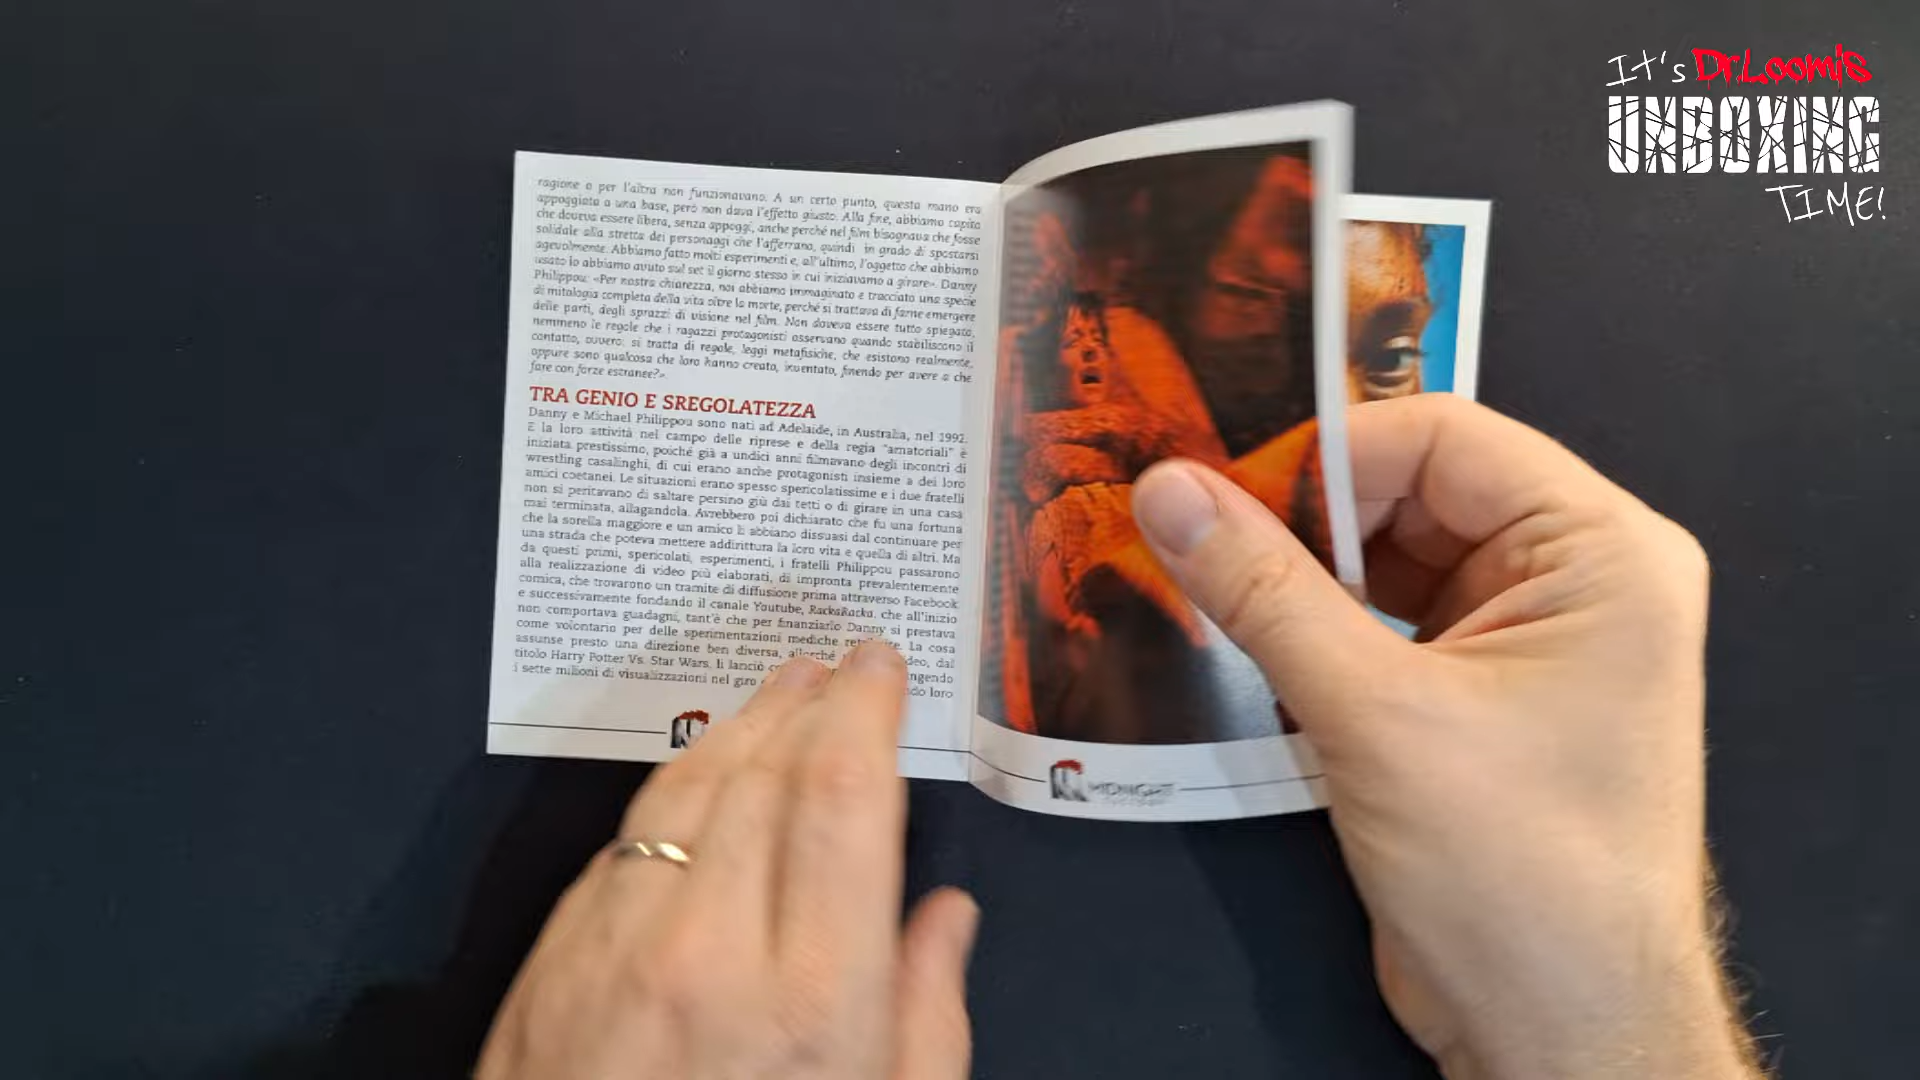 It's Dr.Loomis
UNBOXING
TIME!
ragione o per l'altra non funzionavano. A un certo punto, questa mano era
appoggiata a una base, però non dava l'effetto giusto. Alla fine, abbiamo capito
che doveva essere libera, senza appoggi, anche perché nel film bisognava che fosse
solidale alla stretta dei personaggi che l'afferrano, quindi in grado di spostarsi
agevolmente. Abbiamo fatto molti esperimenti e, all'ultimo, l'oggetto che abbiamo
usato lo abbiamo avuto sul set il giorno stesso in cui iniziavamo a girare». Danny
Philippou: «Per nostra chiarezza, noi abbiamo immaginato e tracciato una specie
di mitologia completa della vita oltre la morte, perché si trattava di farne emergere
delle parti, degli sprazzi di visione nel film. Non doveva essere tutto spiegato,
nemmeno le regole che i ragazzi protagonisti osservano quando stabiliscono il
contatto, ovvero: si tratta di regole, leggi metafisiche, che esistono realmente,
oppure sono qualcosa che loro hanno creato, inventato, finendo per avere a che
fare con forze estranee?».
TRA GENIO E SREGOLATEZZA
Danny e Michael Philippou sono nati ad Adelaide, in Australia, nel 1992.
E la loro attività nel campo delle riprese e della regia "amatoriali" è
iniziata prestissimo, poiché già a undici anni filmavano degli incontri di
wrestling casalinghi, di cui erano anche protagonisti insieme a dei loro
amici coetanei. Le situazioni erano spesso spericolatissime e i due fratelli
non si peritavano di saltare persino giù dai tetti o di girare in una casa
mai terminata, allagandola. Avrebbero poi dichiarato che fu una fortuna
che la sorella maggiore e un amico li abbiano dissuasi dal continuare per
una strada che poteva mettere addirittura la loro vita e quella di altri. Ma
da questi primi, spericolati, esperimenti, i fratelli Philippou passarono
alla realizzazione di video più elaborati, di impronta prevalentemente
comica, che trovarono un tramite di diffusione prima attraverso Facebook
e successivamente fondando il canale Youtube, RackaRacka, che all'inizio
non comportava guadagni, tant'è che per finanziarlo Danny si prestava
come volontario per delle sperimentazioni mediche retribuite. La cosa
assunse presto una direzione ben diversa, allorché video, dal
titolo Harry Potter Vs. Star Wars, li lanciò
i sette milioni di visualizzazioni nel giro loro
MIDNIGHT